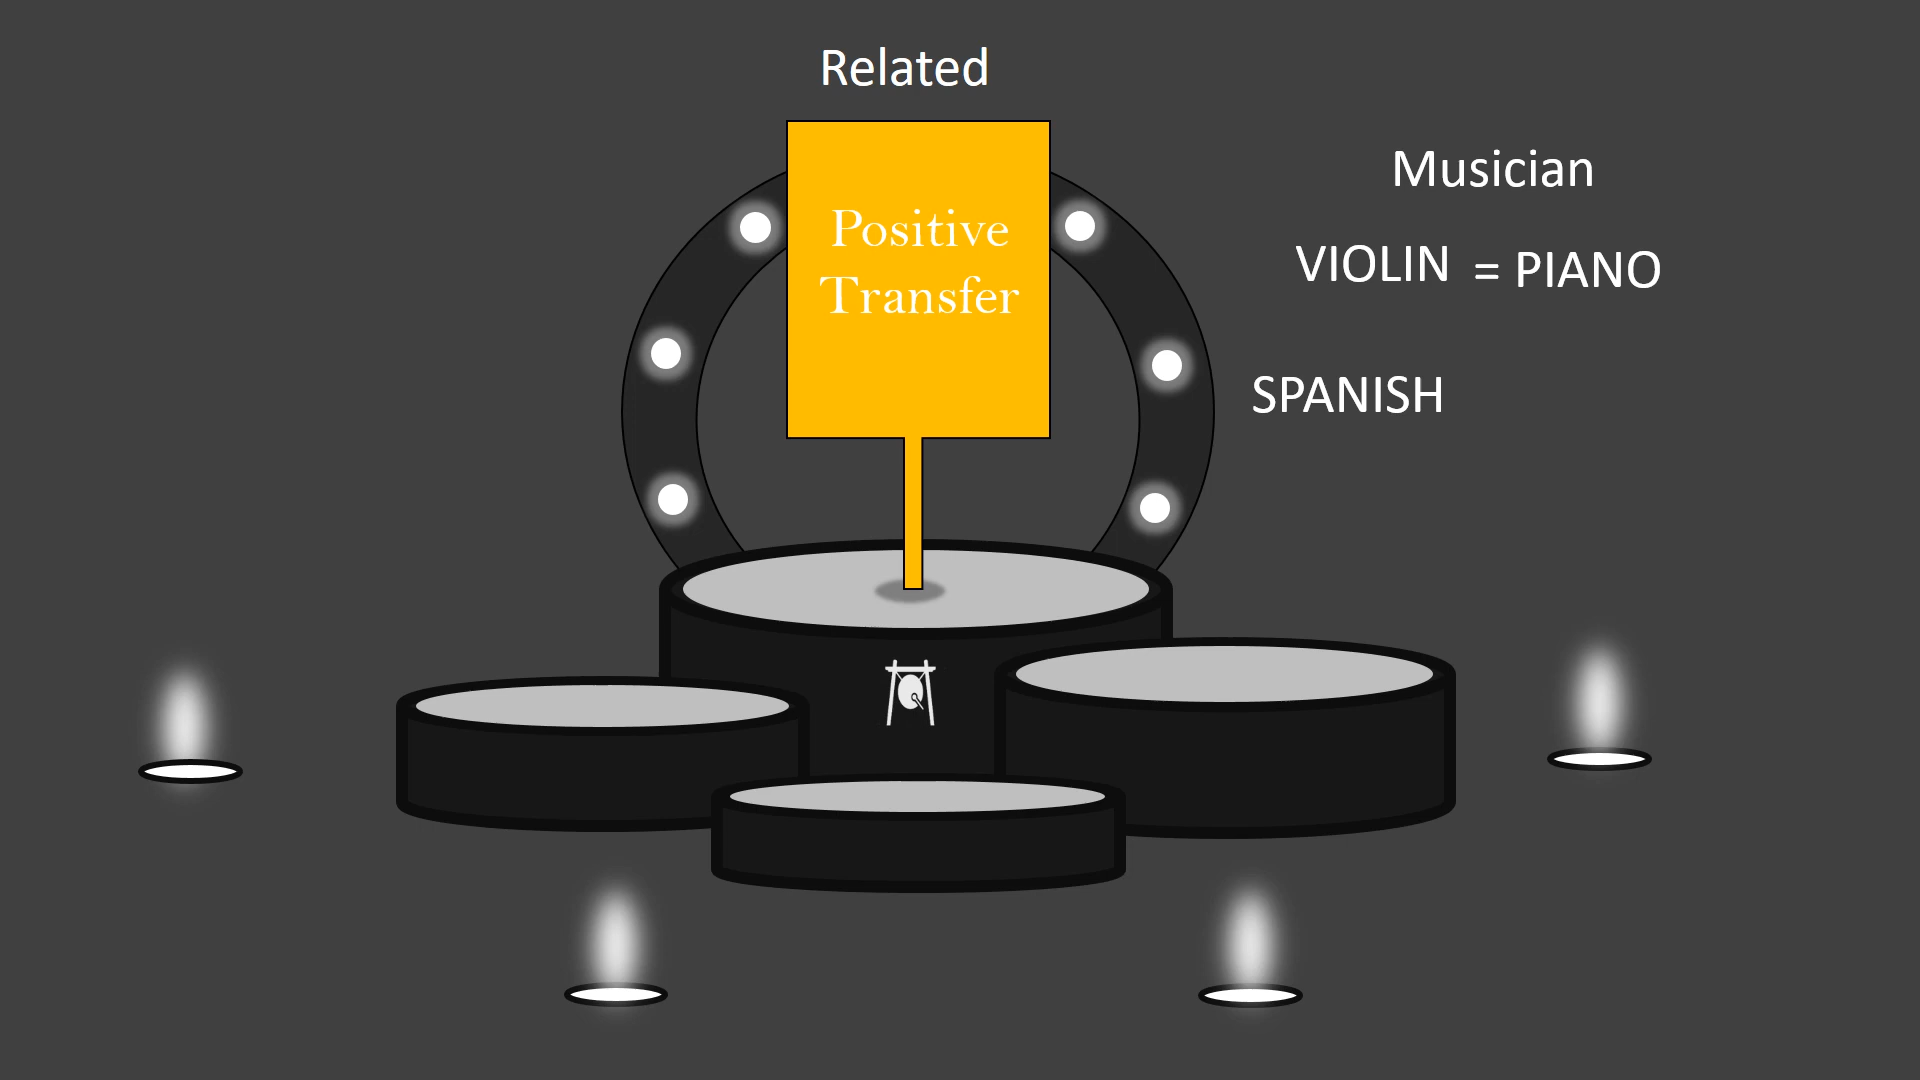 Related
Positive
Transfer
Musician
VIOLIN = PIANO
SPANISH